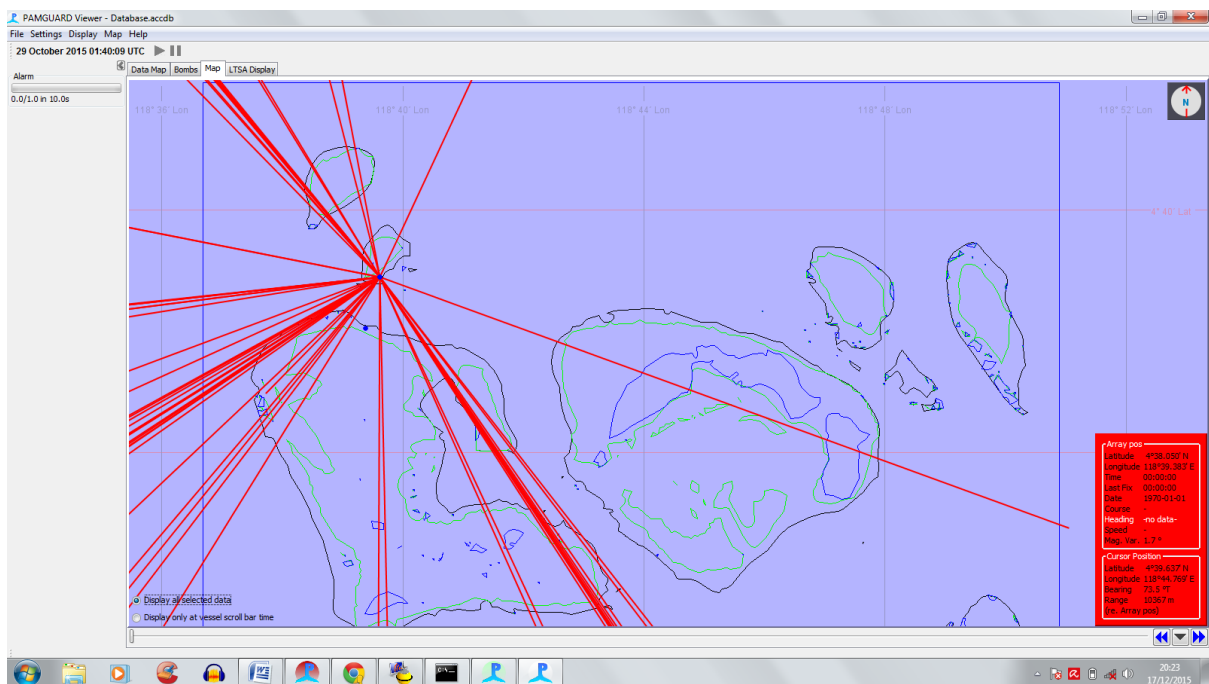 PAMGUARD Viewer - Database.accdb
File Settings Display Map Help
29 October 2015 01:40:09 UTC
Alarm
0.0/1.0 in 10.0s
Data Map Bombs Map LTSA Display
118° 36' Lon 118° 40' Lon 118° 44' Lon 118° 48' Lon 118° 52' Lon
N
4° 40' Lat
Array pos
Latitude 4°38.850' N
Longitude 118°39.383' E
Time 00:00:00
Last Fix 00:00:00
Date 1970-01-01
Course -
Heading -no data-
Speed -
Mag. Var. 1.7 °
Cursor Position
Latitude 4°39.637' N
Longitude 118°44.769' E
Bearing 73.5 °T
Range 10367 m
(re. Array pos)
Display all selected data
Display only at vessel scroll bar time
20:23
17/12/2015